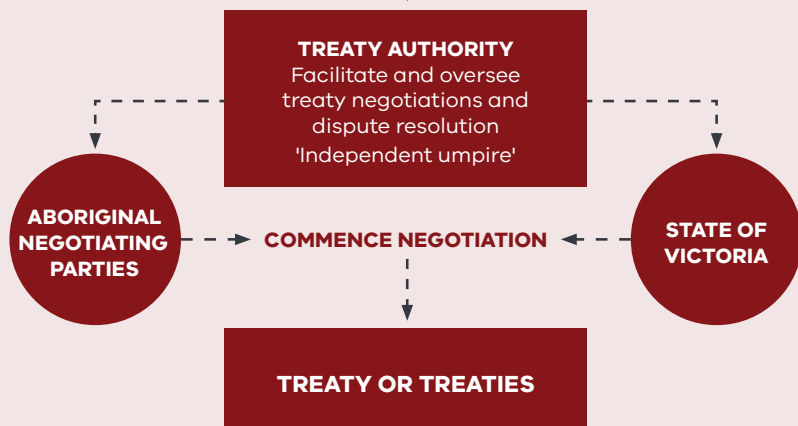 TREATY AUTHORITY
Facilitate and oversee
treaty negotiations and
dispute resolution
'Independent umpire'
ABORIGINAL
NEGOTIATING
PARTIES
COMMENCE NEGOTIATION
STATE OF
VICTORIA
TREATY OR TREATIES